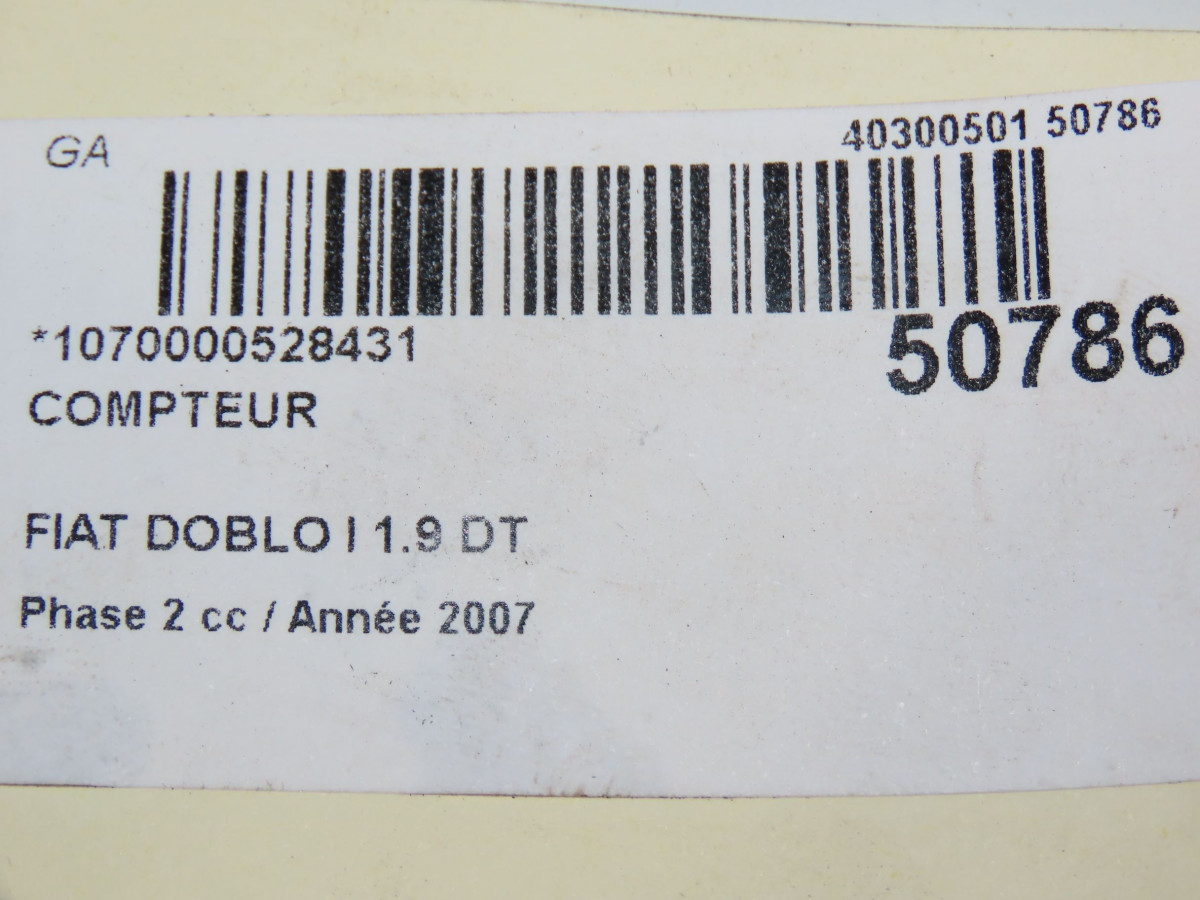 GA
40300501 50786
*1070000528431
50786
COMPTEUR
FIAT DOBLO I 1.9 DT
Phase 2 cc / Année 2007